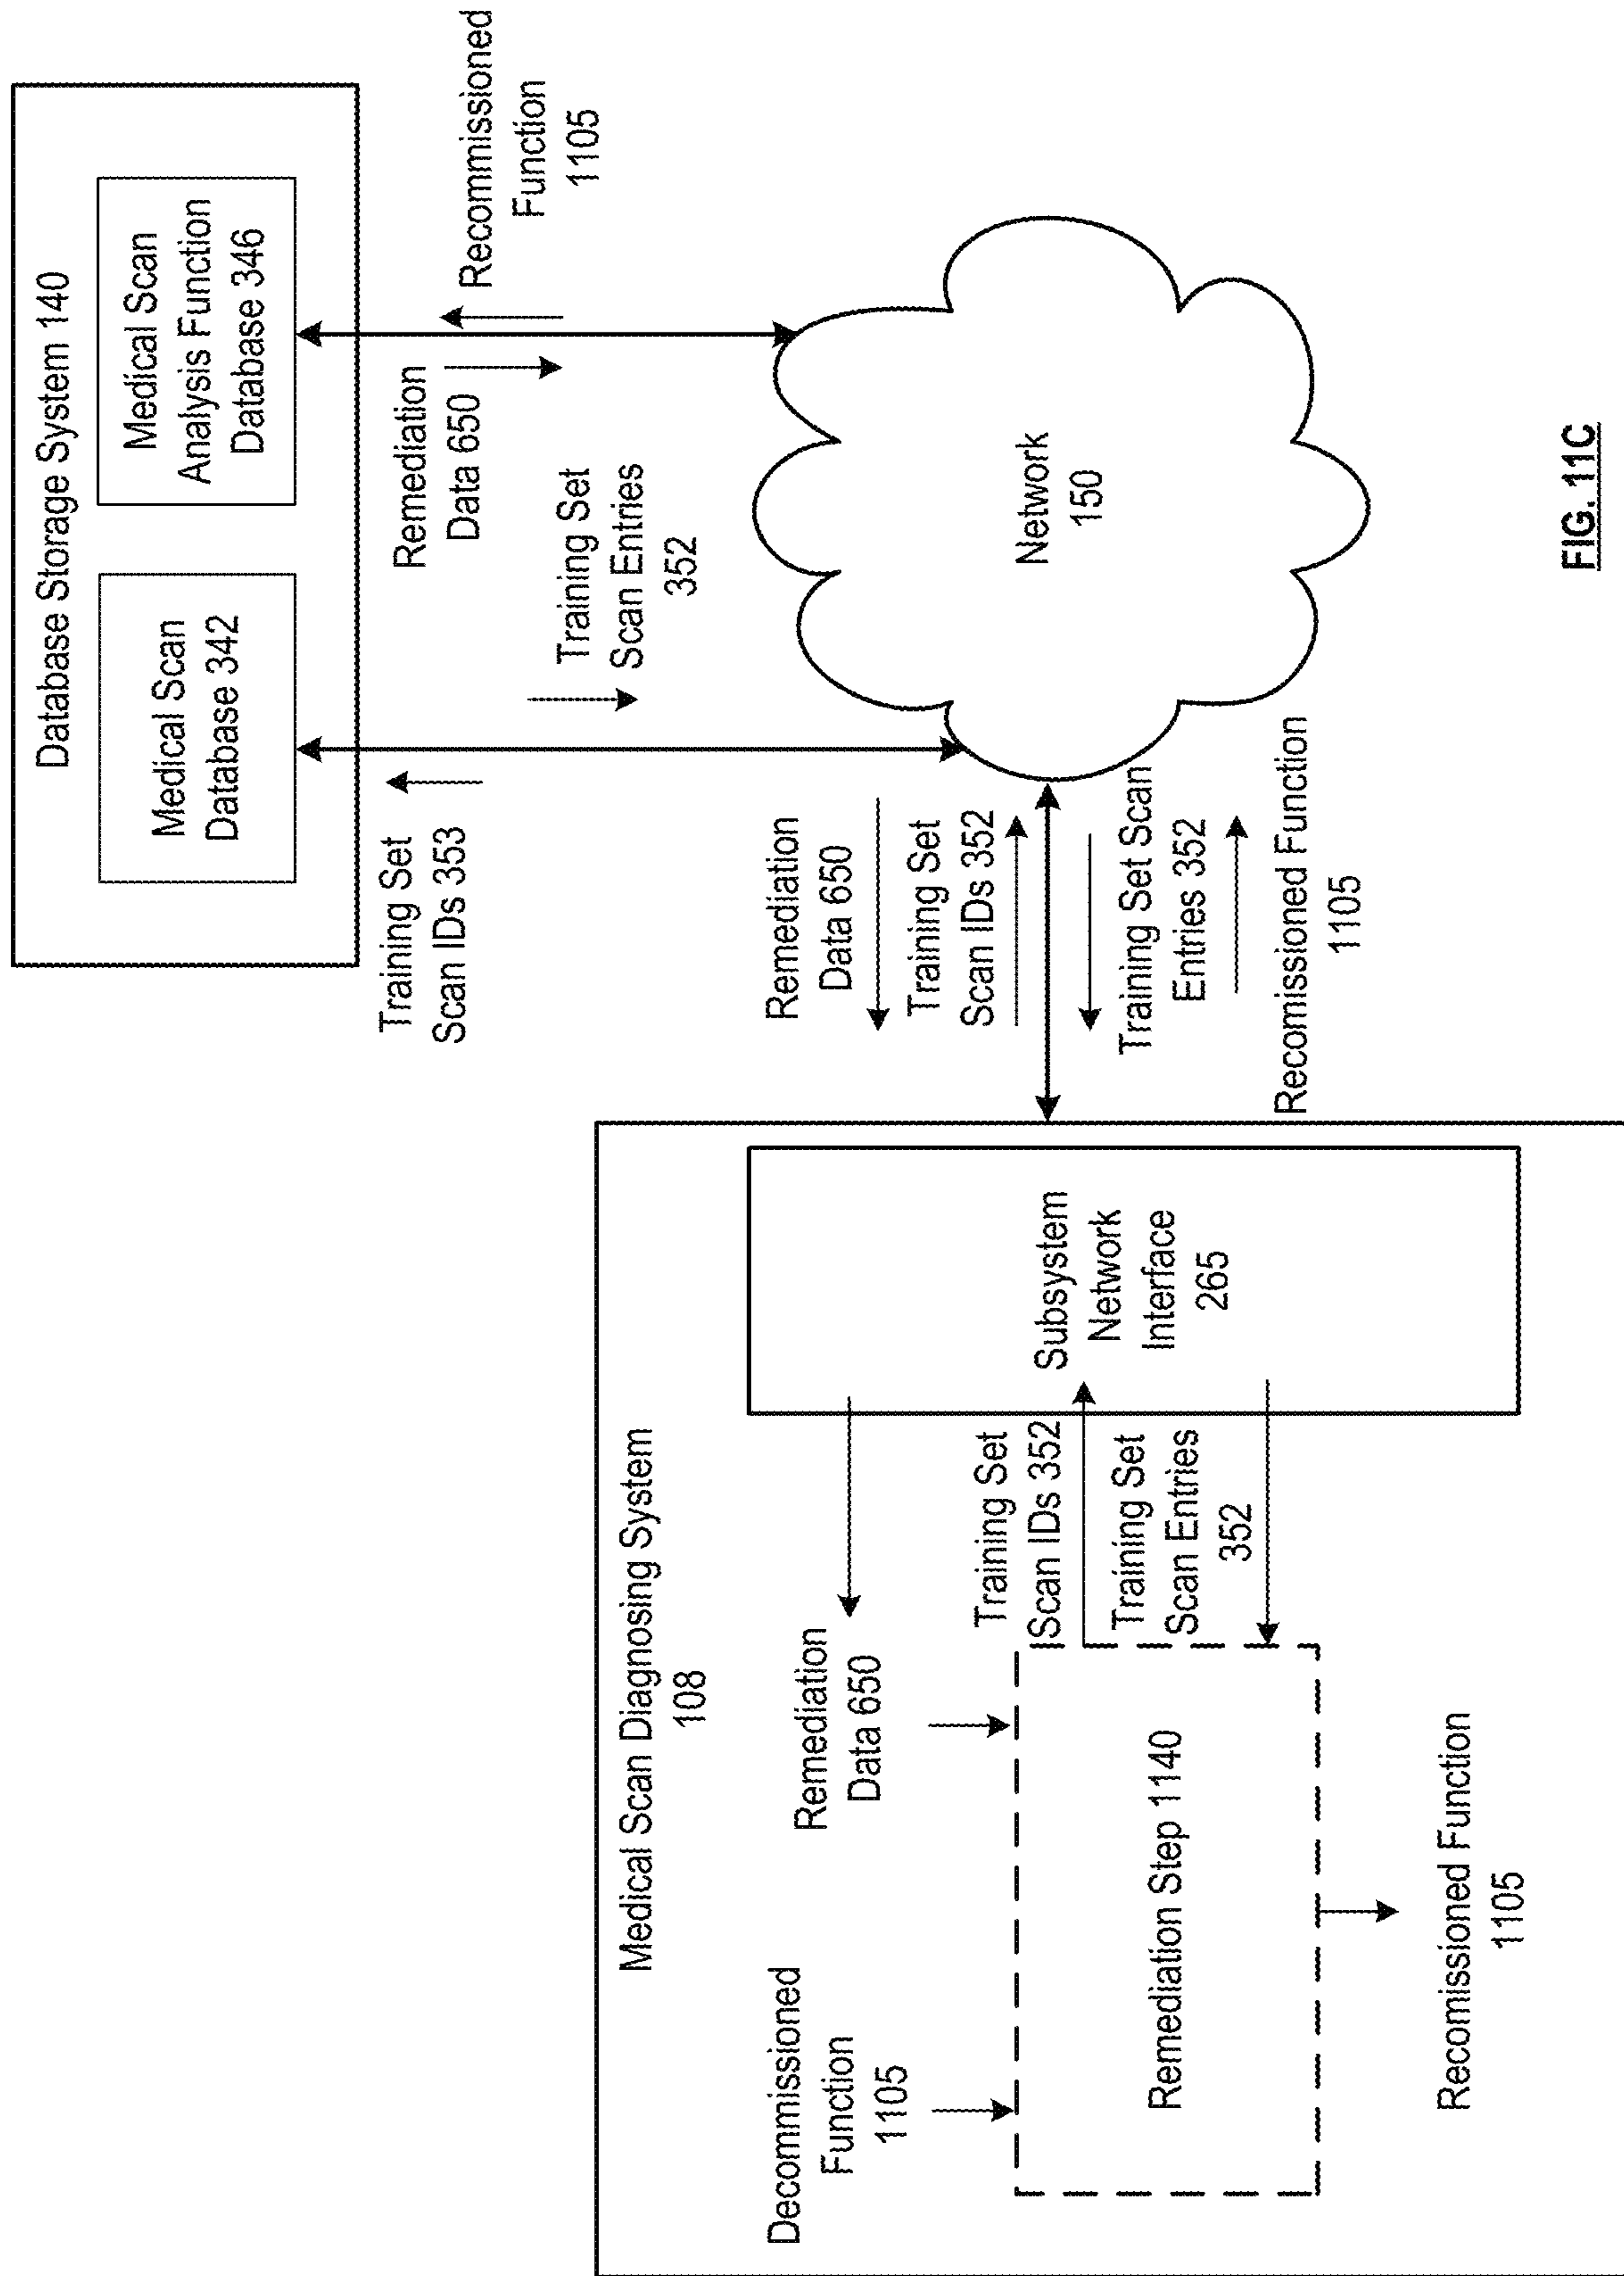 Database Storage System 140
Medical Scan
Database 342
Medical Scan
Analysis Function
Database 346
Training Set
Scan IDs 353
Remediation
Data 650
Recommissioned
Function
1105
Training Set
Scan Entries
352
Network
150
Remediation
Data 650
Training Set
Scan IDs 352
Training Set Scan
Entries 352
Recomissioned Function
1105
Medical Scan Diagnosing System
108
Subsystem
Network
Interface
265
Remediation
Data 650
Training Set
Scan IDs 352
Training Set
Scan Entries
352
Decommissioned
Function
1105
Remediation Step 1140
Recomissioned Function
1105
FIG. 11C